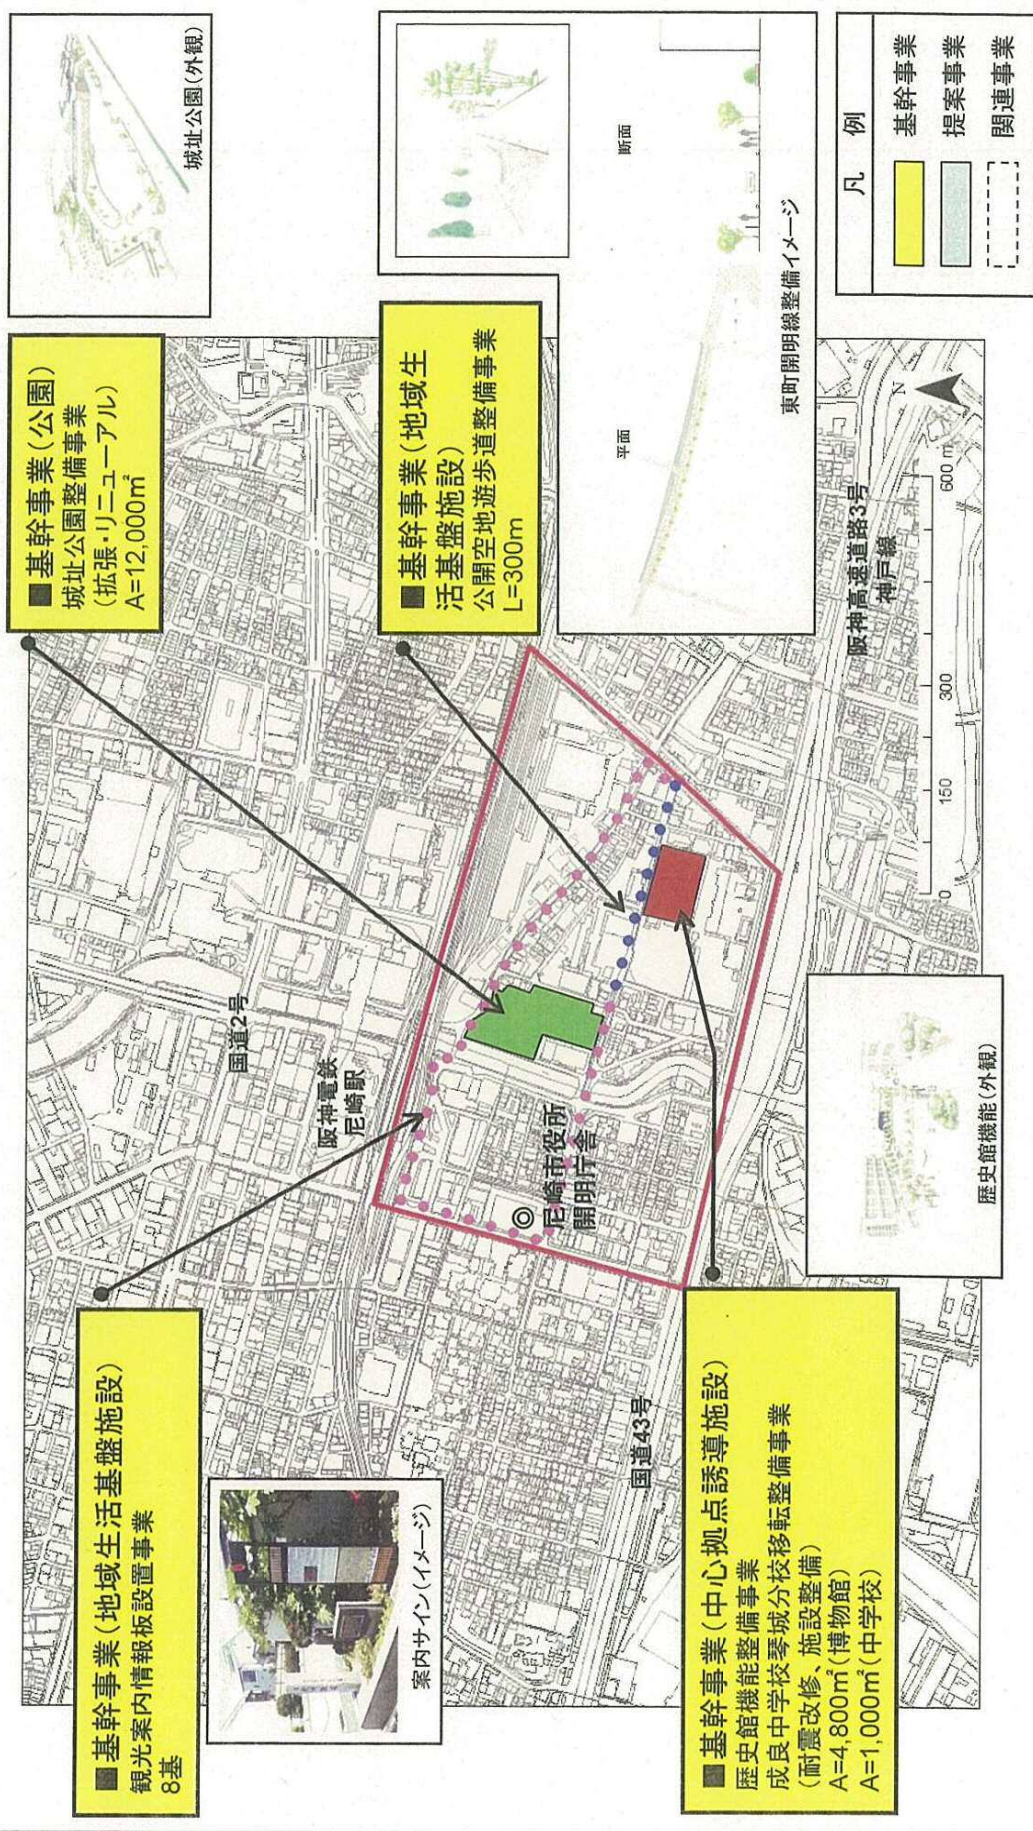 ■基幹事業(地域生活基盤施設)
観光案内情報板設置事業
8基
案内サイン(イメージ)
■基幹事業(公園)
城址公園整備事業
(拡張・リニューアル)
A=12,000㎡
城址公園(外観)
■基幹事業(地域生
活基盤施設)
公開空地遊歩道整備事業
L=300m
平面
断面
東町開明線整備イメージ
■基幹事業(中心拠点誘導施設)
歴史館機能整備事業
成良中学校琴城分校移転整備事業
(耐震改修、施設整備)
A=4,800㎡(博物館)
A=1,000㎡(中学校)
歴史館機能(外観)
国道2号
阪神電鉄
尼崎駅
◎
尼崎市役所
開明庁舎
国道43号
阪神高速道路3号
神戸線
0 150 300 600 m
N
凡 例
基幹事業
提案事業
関連事業